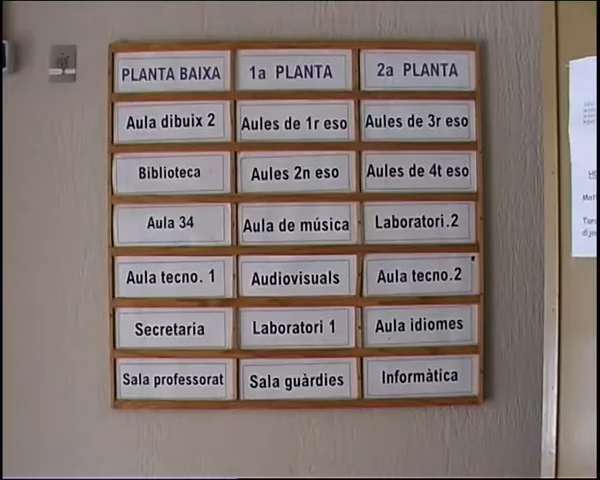 PLANTA BAIXA
1a PLANTA
2a PLANTA
Aula dibuix 2
Aules de 1r eso
Aules de 3r eso
Biblioteca
Aules 2n eso
Aules de 4t eso
Aula 34
Aula de música
Laboratori.2
Aula tecno. 1
Audiovisuals
Aula tecno.2
Secretaria
Laboratori 1
Aula idiomes
Sala professorat
Sala guàrdies
Informàtica